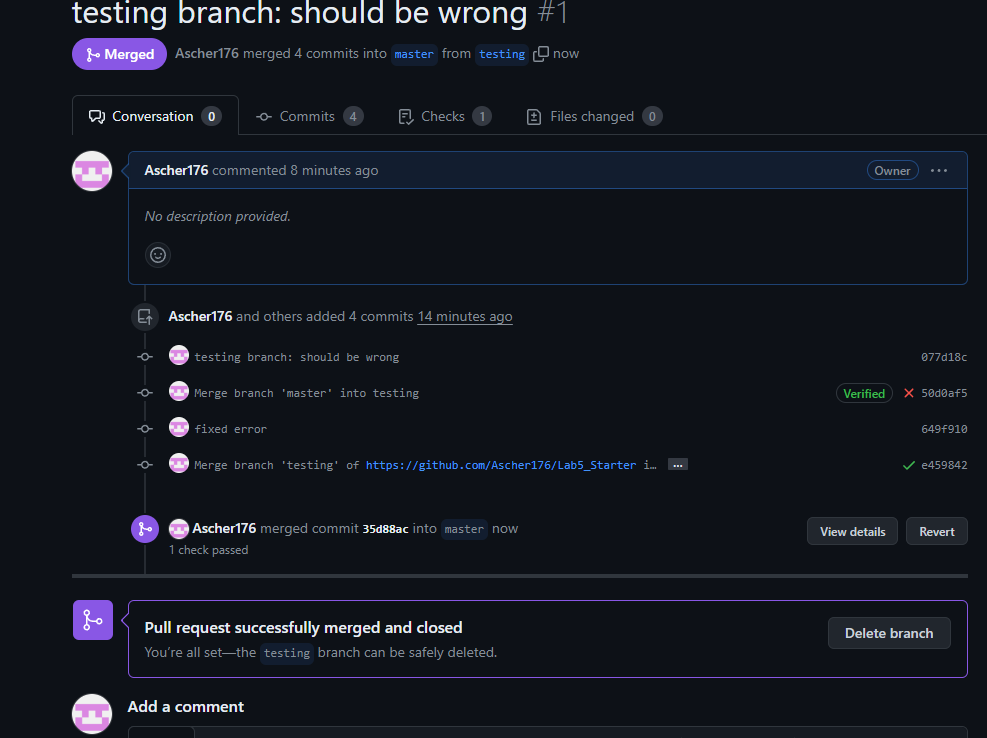 testing branch: should be wrong #1
Merged Ascher176 merged 4 commits into master from testing now
Conversation 0 Commits 4 Checks 1 Files changed 0
Ascher176 commented 8 minutes ago Owner ...
No description provided.
Ascher176 and others added 4 commits 14 minutes ago
testing branch: should be wrong 077d18c
Merge branch 'master' into testing Verified 50d0af5
fixed error 649f910
Merge branch 'testing' of https://github.com/Ascher176/Lab5_Starter i… ... e459842
Ascher176 merged commit 35d88ac into master now View details Revert
1 check passed
Pull request successfully merged and closed
You're all set—the testing branch can be safely deleted. Delete branch
Add a comment